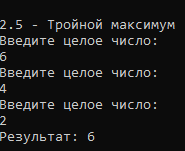 2.5 - Тройной максимум
Введите целое число:
6
Введите целое число:
4
Введите целое число:
2
Результат: 6